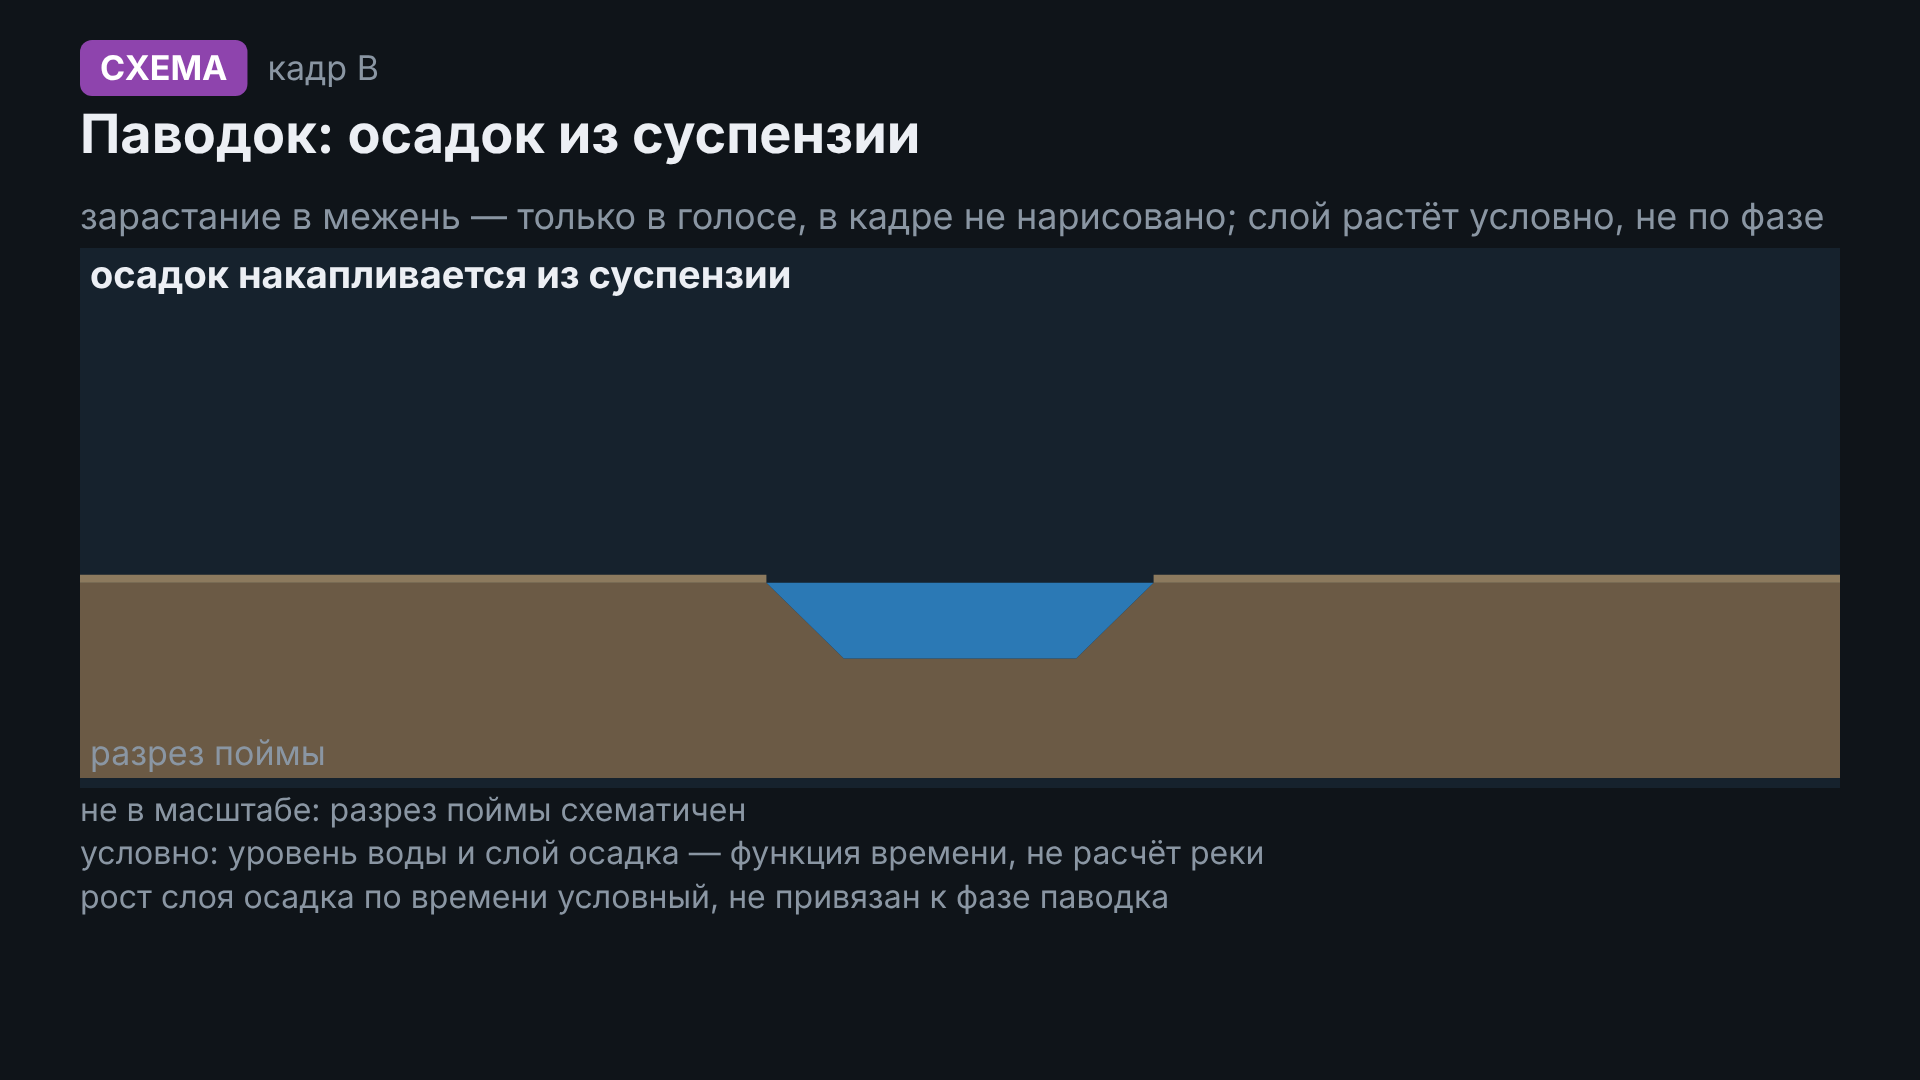 СХЕМА кадр В
Паводок: осадок из суспензии
зарастание в межень — только в голосе, в кадре не нарисовано; слой растёт условно, не по фазе
осадок накапливается из суспензии
разрез поймы
не в масштабе: разрез поймы схематичен
условно: уровень воды и слой осадка — функция времени, не расчёт реки
рост слоя осадка по времени условный, не привязан к фазе паводка